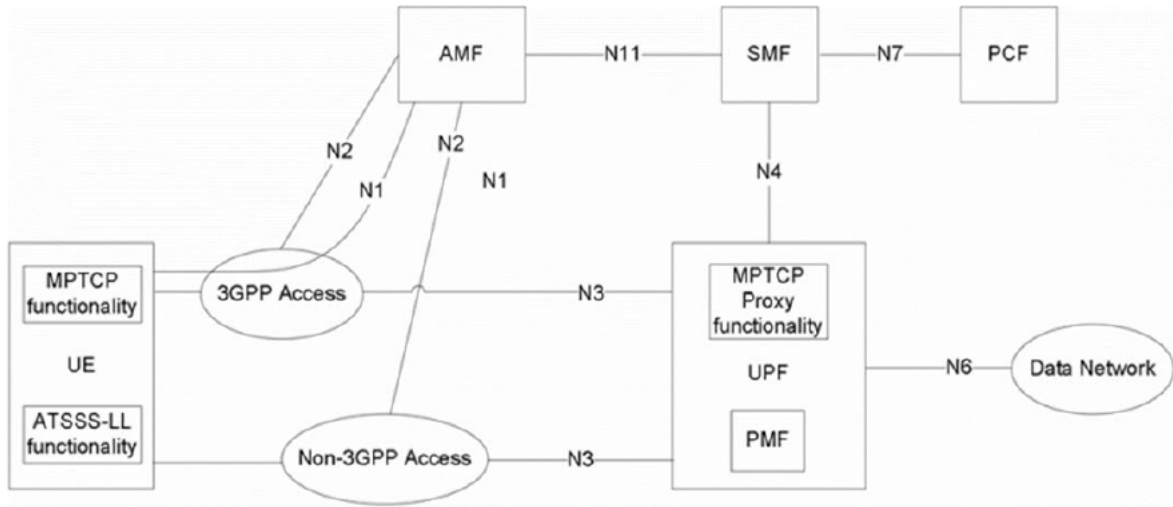 AMF
N11
SMF
N7
PCF
N2
N1
N2
N1
N4
MPTCP
functionality
UE
ATSSS-LL
functionality
3GPP Access
N3
MPTCP
Proxy
functionality
UPF
PMF
N6
Data Network
Non-3GPP Access
N3